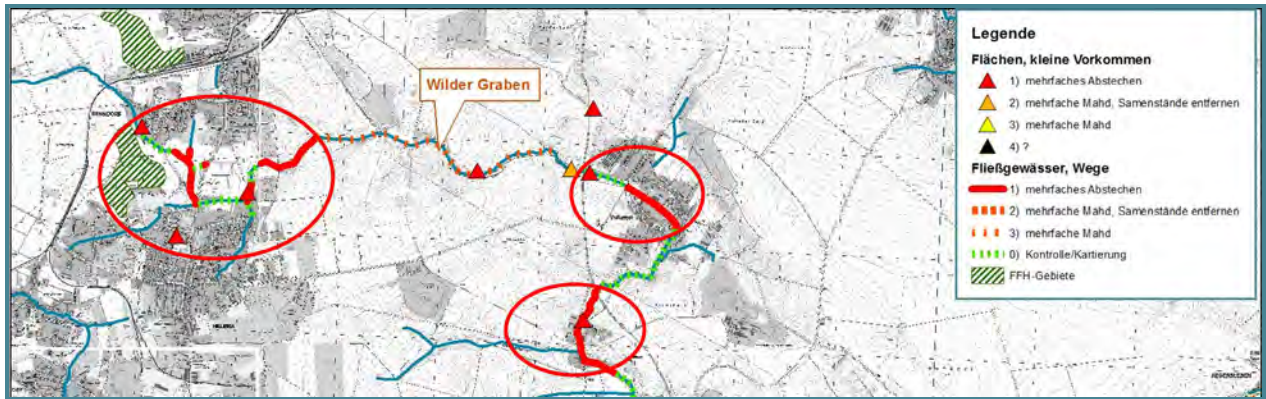 Wilder Graben
Legende
Flächen, kleine Vorkommen
1) mehrfaches Abstechen
2) mehrfache Mahd, Samenstände entfernen
3) mehrfache Mahd
4) ?
Fließgewässer, Wege
1) mehrfaches Abstechen
2) mehrfache Mahd, Samenstände entfernen
3) mehrfache Mahd
0) Kontrolle/Kartierung
FFH-Gebiete